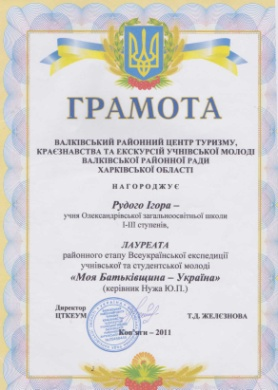 ГРАМОТА
ВАЛКІВСЬКИЙ РАЙОННИЙ ЦЕНТР ТУРИЗМУ,
КРАЄЗНАВСТВА ТА ЕКСКУРСІЙ УЧНІВСЬКОЇ МОЛОДІ
ВАЛКІВСЬКОЇ РАЙОННОЇ РАДИ
ХАРКІВСЬКОЇ ОБЛАСТІ
НАГОРОДЖУЄ
Рудого Ігора –
учня Олександрівської загальноосвітньої школи
І-ІІІ ступенів,
ЛАУРЕАТА
районного етапу Всеукраїнської експедиції
учнівської та студентської молоді
«Моя Батьківщина – Україна»
(керівник Нужа Ю.П.)
Директор
ЦТКЕУМ Т.Д. ЖЕЛЄЗНОВА
Ков'яги – 2011